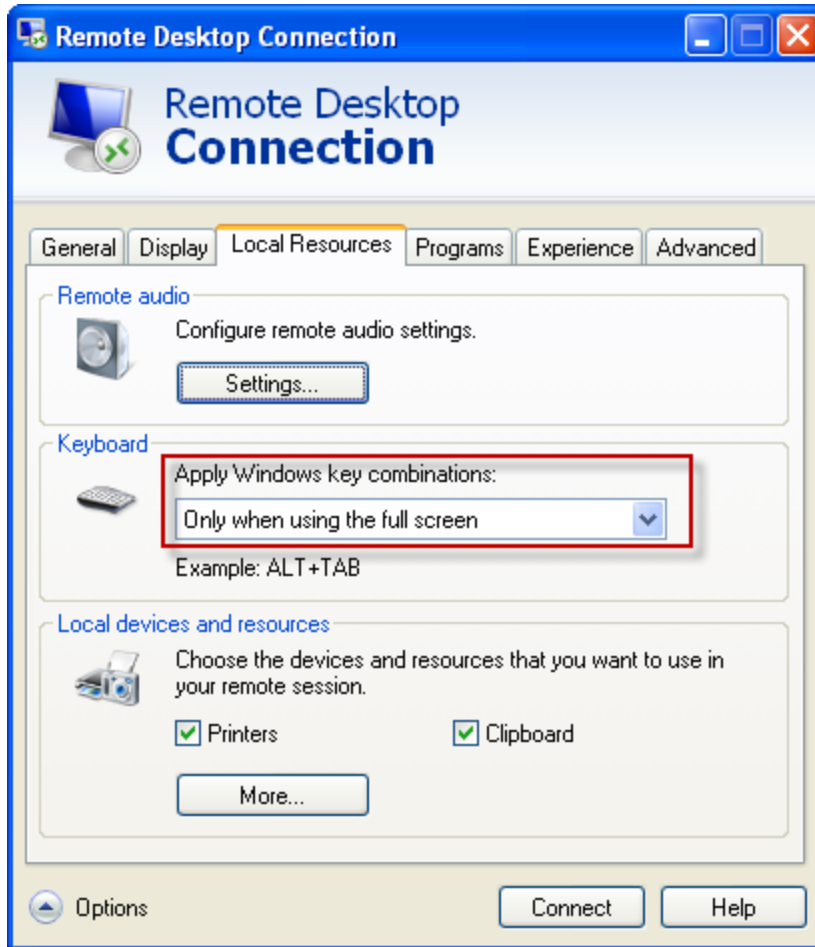 Remote Desktop Connection
Remote Desktop
Connection
General Display Local Resources Programs Experience Advanced
Remote audio
Configure remote audio settings.
Settings...
Keyboard
Apply Windows key combinations:
Only when using the full screen
Example: ALT+TAB
Local devices and resources
Choose the devices and resources that you want to use in
your remote session.
Printers Clipboard
More...
Options Connect Help